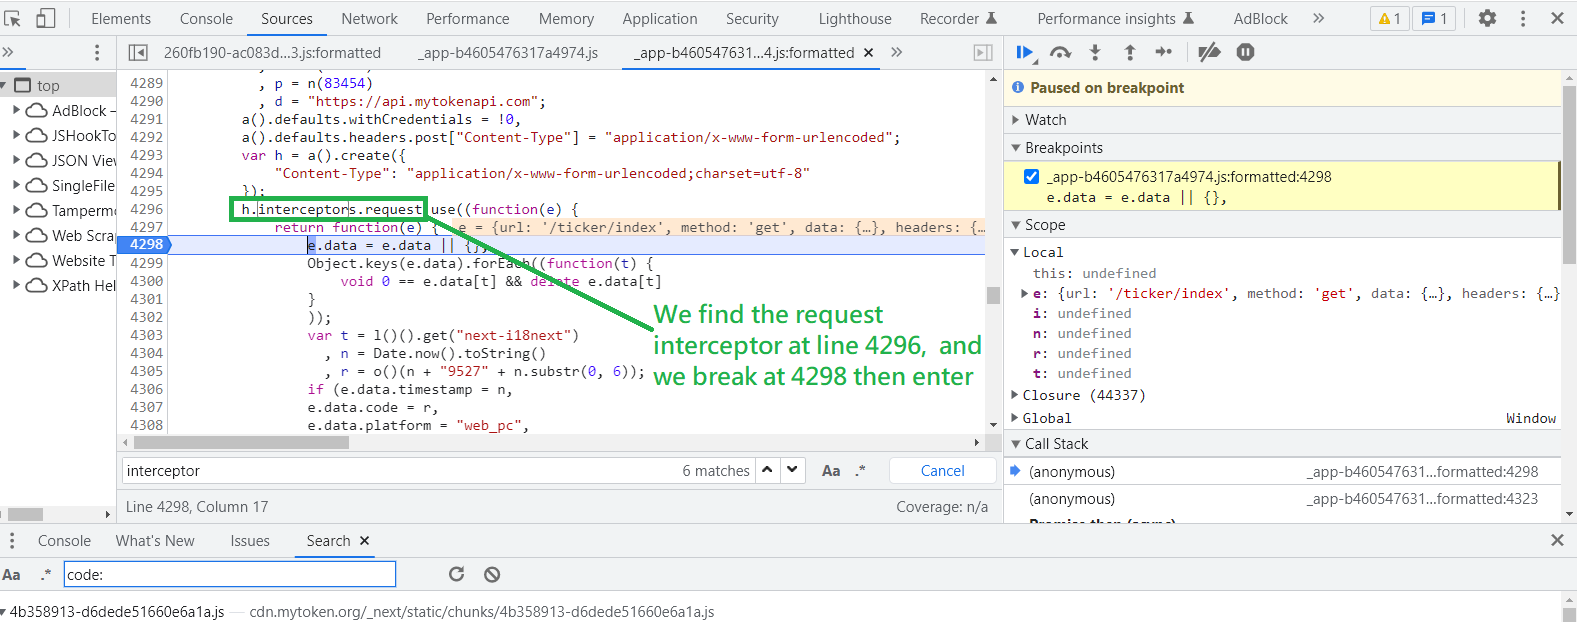 Elements Console Sources Network Performance Memory Application Security Lighthouse Recorder Performance insights AdBlock 1 1
260fb190-ac083d...3.js:formatted _app-b4605476317a4974.js _app-b460547631...4.js:formatted
top
AdBlock –
JSHookTo
JSON View
SingleFile
Tamperm
Web Scrap
Website T
XPath Hel
4289
4290 , p = n(83454)
4291 , d = "https://api.mytokenapi.com";
a().defaults.withCredentials = !0,
4292 a().defaults.headers.post["Content-Type"] = "application/x-www-form-urlencoded";
4293 var h = a().create({
4294 "Content-Type": "application/x-www-form-urlencoded;charset=utf-8"
4295 });
4296 h.interceptors.request.use((function(e) {
4297 return function(e) { e = {url: '/ticker/index', method: 'get', data: {…}, headers: {…
4298 e.data = e.data || {},
4299 Object.keys(e.data).forEach((function(t) {
4300 void 0 == e.data[t] && delete e.data[t]
4301 }
4302 ));
4303 var t = l()().get("next-i18next")
4304 , n = Date.now().toString()
4305 , r = o()(n + "9527" + n.substr(0, 6));
4306 if (e.data.timestamp = n,
4307 e.data.code = r,
4308 e.data.platform = "web_pc",
We find the request
interceptor at line 4296, and
we break at 4298 then enter
interceptor 6 matches Aa .* Cancel
Line 4298, Column 17 Coverage: n/a
Paused on breakpoint
Watch
Breakpoints
_app-b4605476317a4974.js:formatted:4298
e.data = e.data || {},
Scope
Local
this: undefined
e: {url: '/ticker/index', method: 'get', data: {…}, headers: {…}
i: undefined
n: undefined
r: undefined
t: undefined
Closure (44337)
Global Window
Call Stack
(anonymous) _app-b460547631...formatted:4298
(anonymous) _app-b460547631...formatted:4323
Promise.then (async)
Console What's New Issues Search
Aa .* code:
4b358913-d6dede51660e6a1a.js — cdn.mytoken.org/_next/static/chunks/4b358913-d6dede51660e6a1a.js